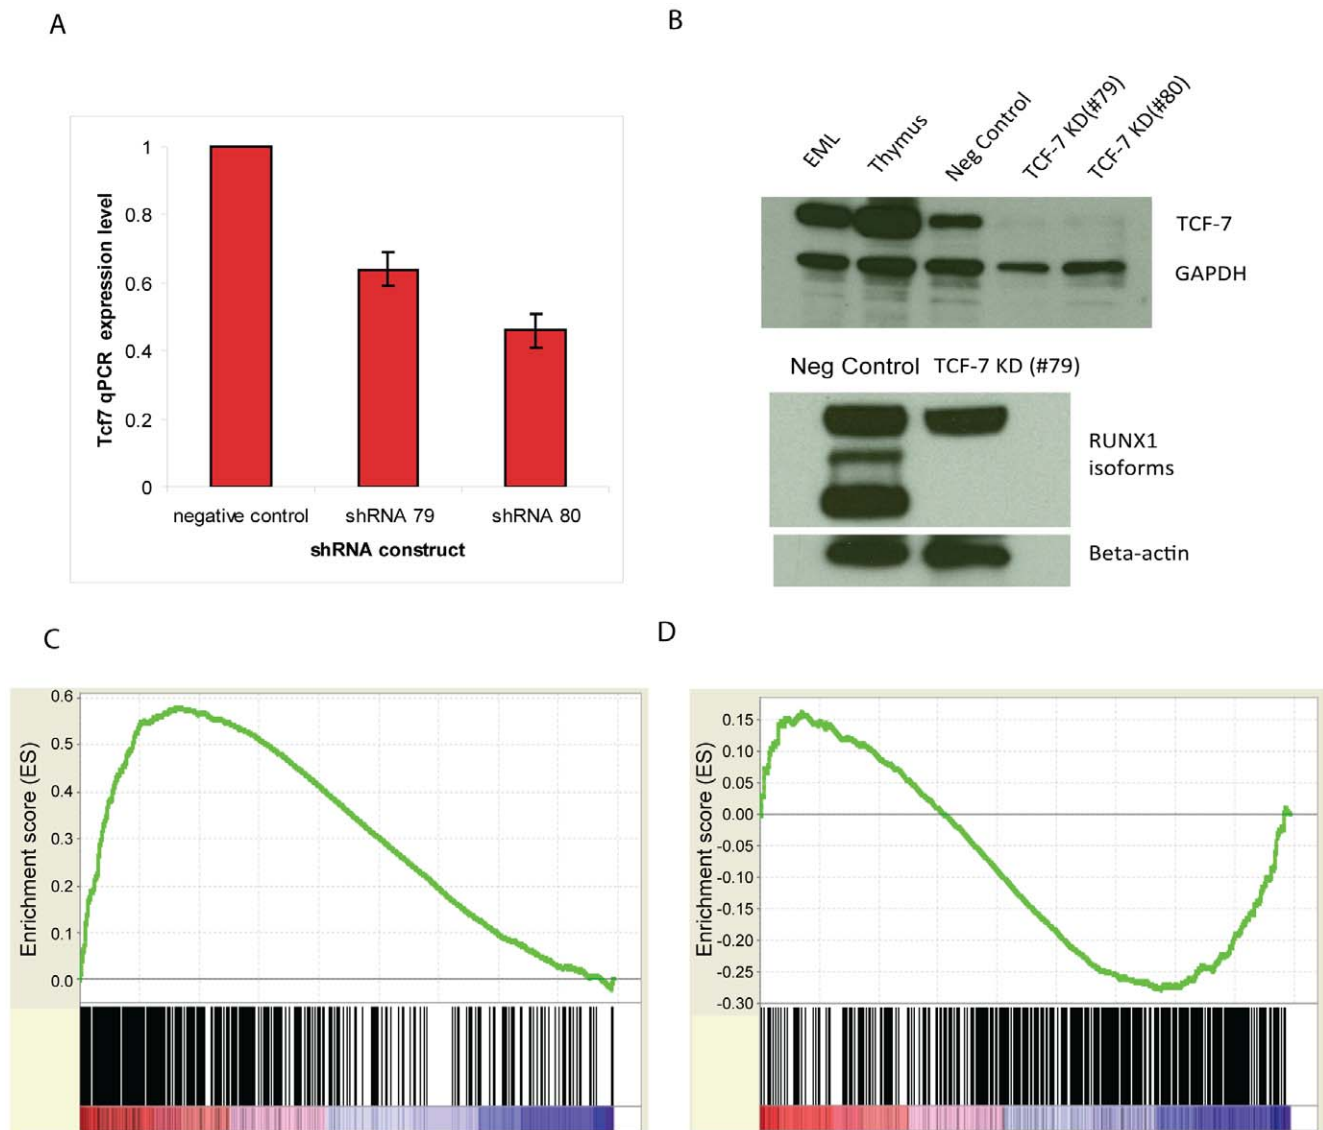 A
B
1
0.8
0.6
0.4
0.2
0
Tcf7 qPCR expression level
negative control
shRNA 79
shRNA 80
shRNA construct
EML
Thymus
Neg Control
TCF-7 KD(#79)
TCF-7 KD(#80)
TCF-7
GAPDH
Neg Control
TCF-7 KD (#79)
RUNX1
isoforms
Beta-actin
C
D
Enrichment score (ES)
0.6
0.5
0.4
0.3
0.2
0.1
0.0
Enrichment score (ES)
0.15
0.10
0.05
0.00
-0.05
-0.10
-0.15
-0.20
-0.25
-0.30